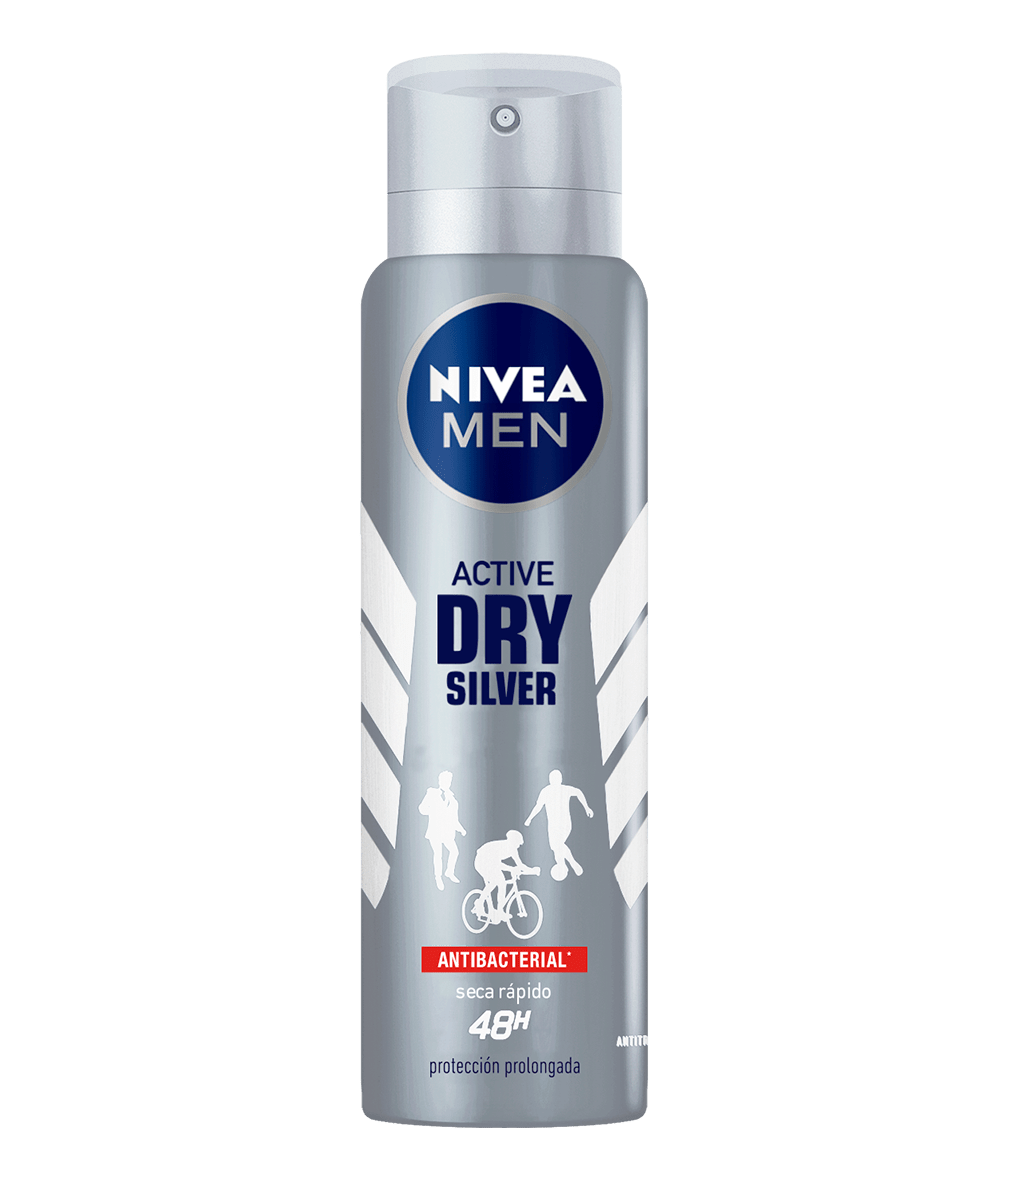 NIVEA
MEN
ACTIVE
DRY
SILVER
ANTIBACTERIAL*
seca rápido
48H
protección prolongada